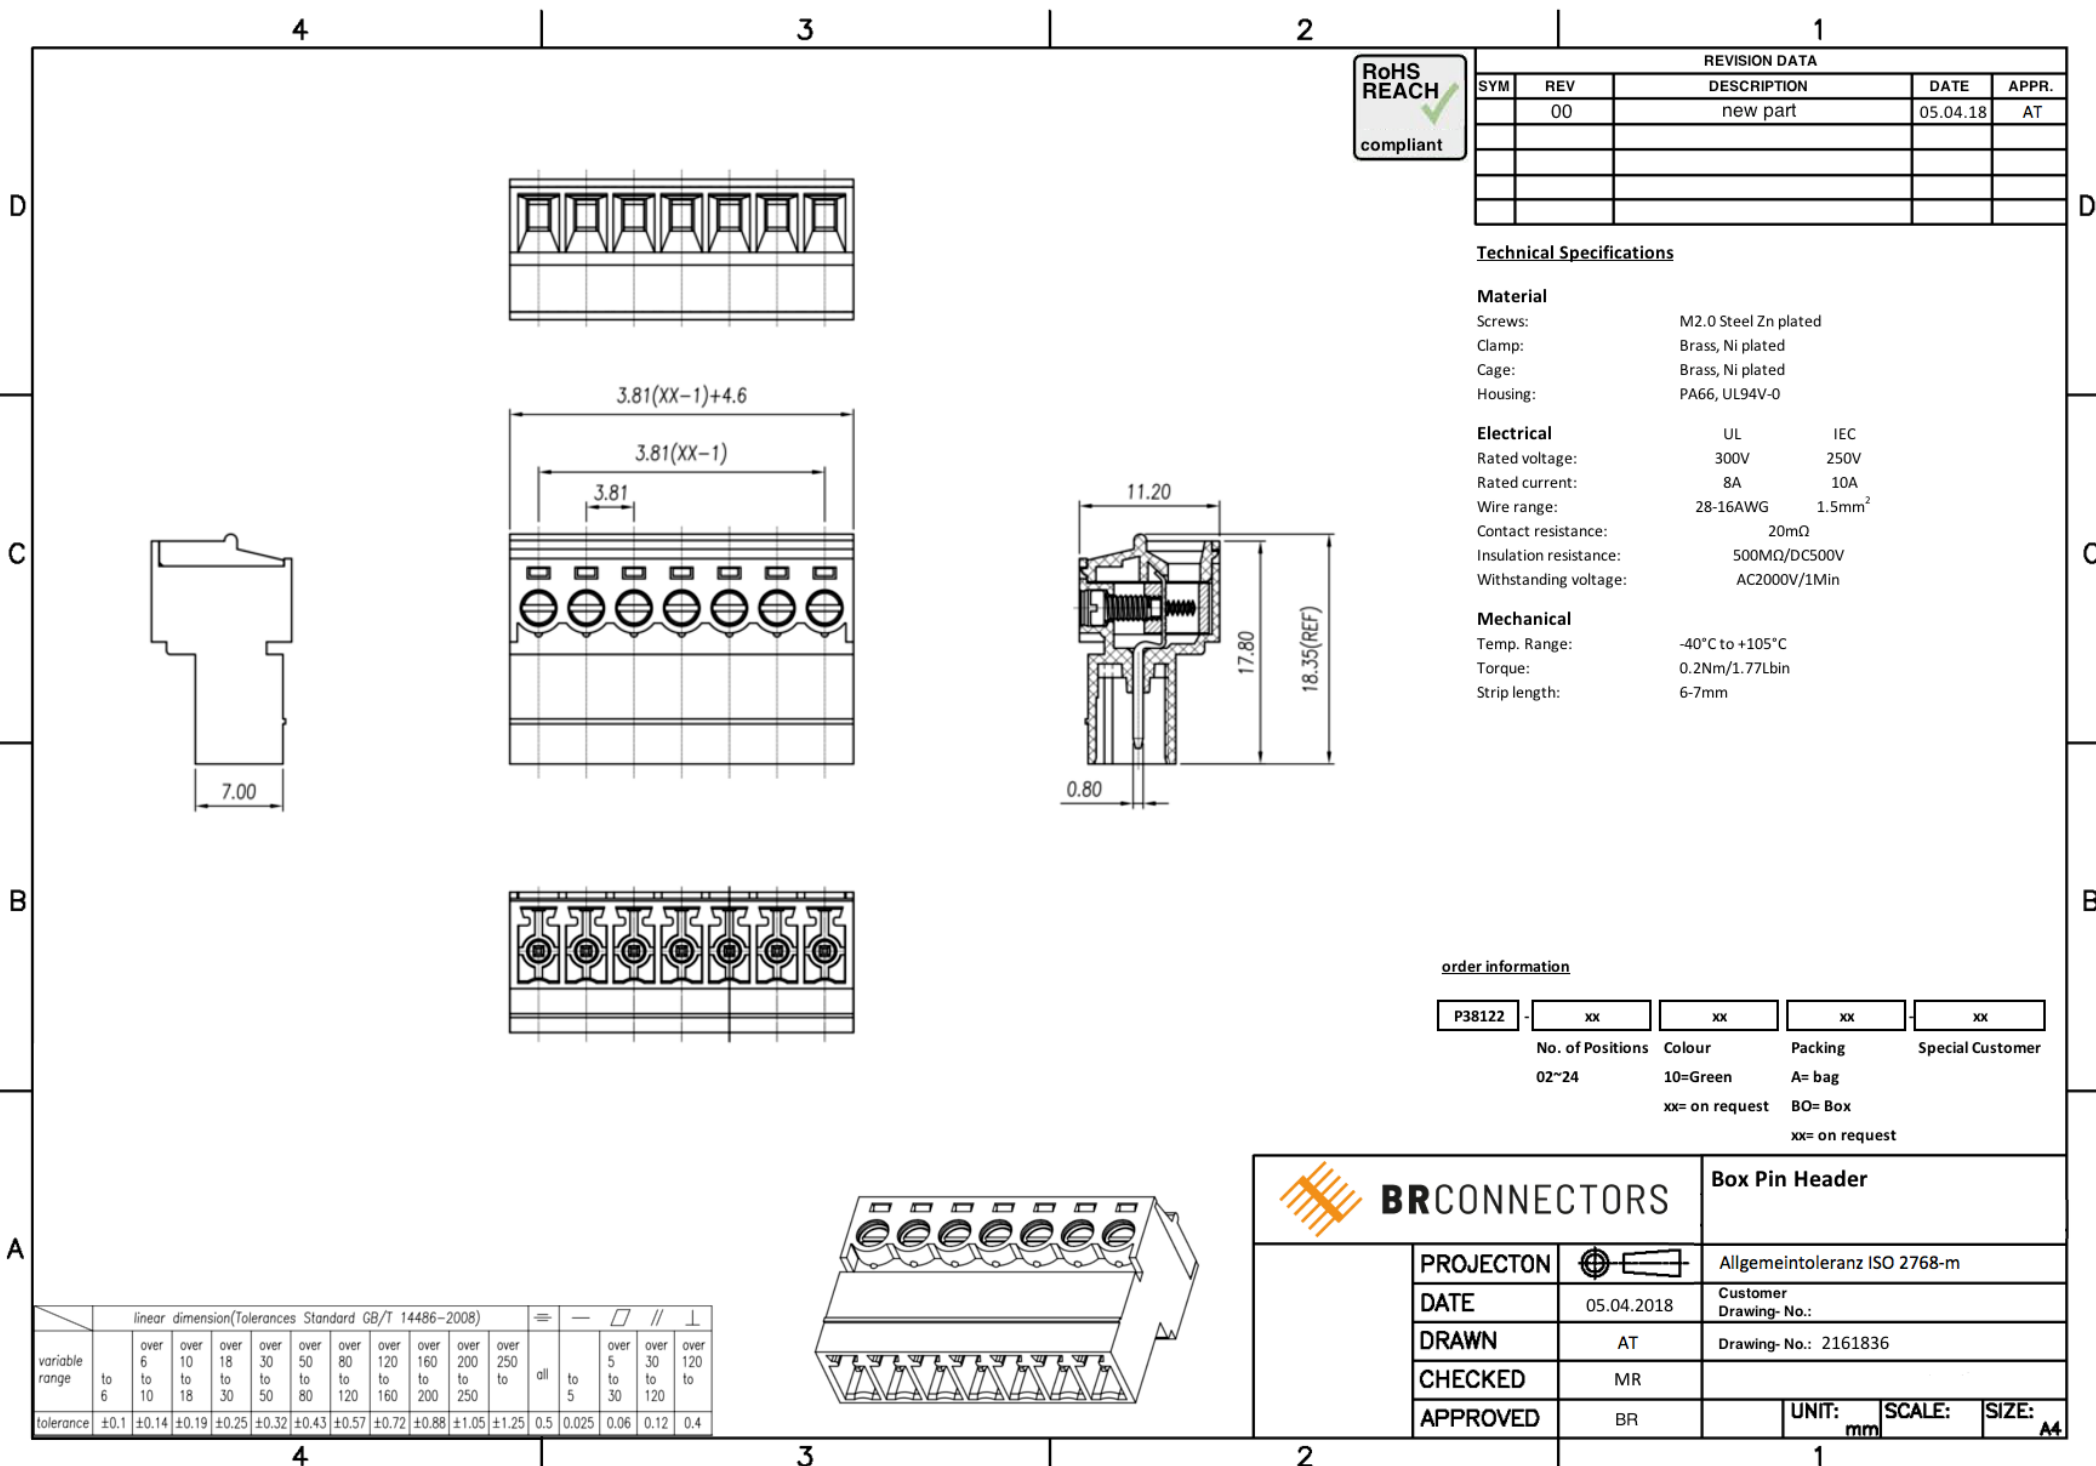 4 3 2 1
D
C
B
A
D
C
B
RoHS
REACH
compliant
REVISION DATA
SYM REV DESCRIPTION DATE APPR.
00 new part 05.04.18 AT
Technical Specifications
Material
Screws: M2.0 Steel Zn plated
Clamp: Brass, Ni plated
Cage: Brass, Ni plated
Housing: PA66, UL94V-0
Electrical UL IEC
Rated voltage: 300V 250V
Rated current: 8A 10A
Wire range: 28-16AWG 1.5mm²
Contact resistance: 20mΩ
Insulation resistance: 500MΩ/DC500V
Withstanding voltage: AC2000V/1Min
Mechanical
Temp. Range: -40°C to +105°C
Torque: 0.2Nm/1.77Lbin
Strip length: 6-7mm
3.81(XX-1)+4.6
3.81(XX-1)
3.81
11.20
17.80
18.35(REF)
7.00
0.80
order information
P38122 - xx xx xx - xx
No. of Positions Colour Packing Special Customer
02~24 10=Green A= bag
xx= on request BO= Box
xx= on request
BRCONNECTORS
Box Pin Header
PROJECTON Allgemeintoleranz ISO 2768-m
DATE 05.04.2018 Customer
Drawing- No.:
DRAWN AT Drawing- No.: 2161836
CHECKED MR
APPROVED BR UNIT: mm SCALE: SIZE: A4
linear dimension(Tolerances Standard GB/T 14486-2008) = — ▱ // ⊥
variable range to 6 over 6 to 10 over 10 to 18 over 18 to 30 over 30 to 50 over 50 to 80 over 80 to 120 over 120 to 160 over 160 to 200 over 200 to 250 over 250 to all to 5 over 5 to 30 over 30 to 120 over 120 to
tolerance ±0.1 ±0.14 ±0.19 ±0.25 ±0.32 ±0.43 ±0.57 ±0.72 ±0.88 ±1.05 ±1.25 0.5 0.025 0.06 0.12 0.4
4 3 2 1